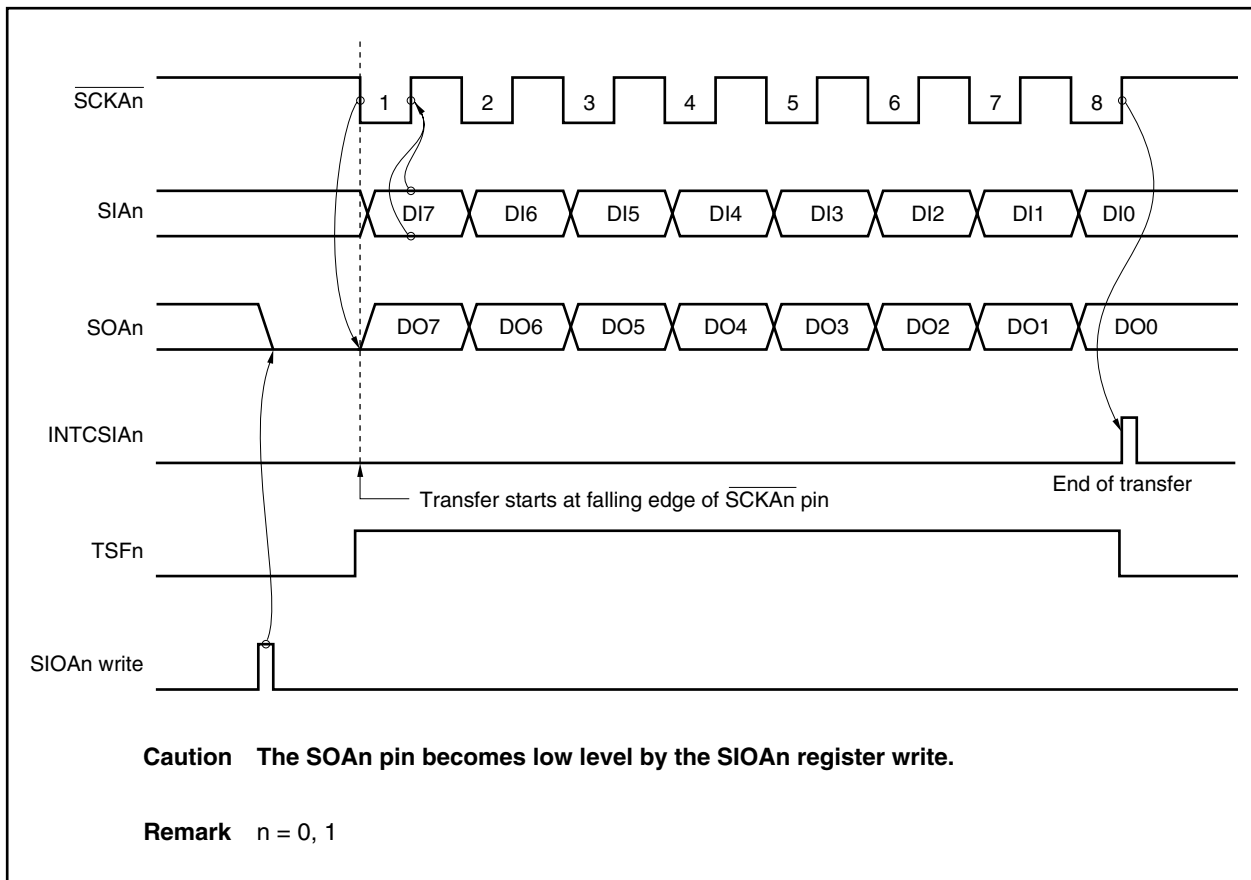 SCKAn
1 2 3 4 5 6 7 8
SIAn
DI7 DI6 DI5 DI4 DI3 DI2 DI1 DI0
SOAn
DO7 DO6 DO5 DO4 DO3 DO2 DO1 DO0
INTCSIAn
End of transfer
Transfer starts at falling edge of SCKAn pin
TSFn
SIOAn write
Caution The SOAn pin becomes low level by the SIOAn register write.
Remark n = 0, 1